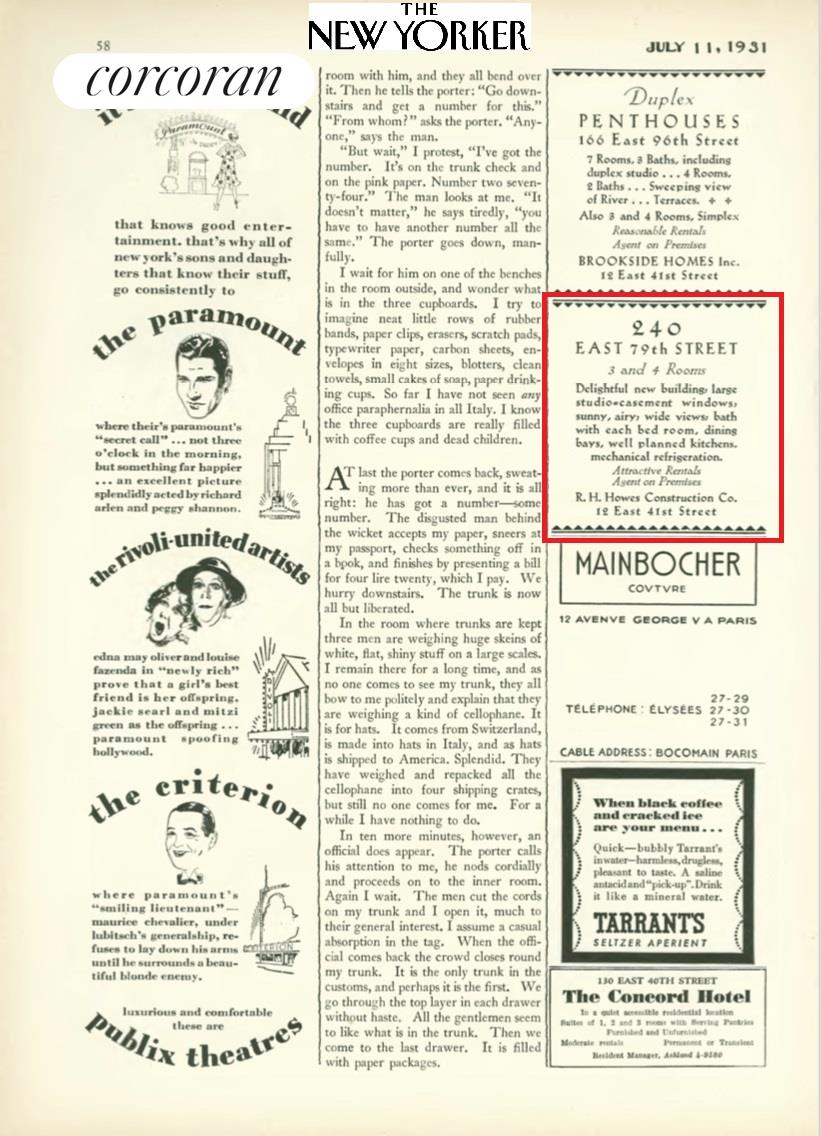 THE
NEW YORKER
58
JULY 11, 1931
corcoran
Paramount
that knows good enter-
tainment. that's why all of
new york's sons and daugh-
ters that know their stuff,
go consistently to
the paramount
where their's paramount's
"secret call" ... not three
o'clock in the morning,
but something far happier
... an excellent picture
splendidly acted by richard
arlen and peggy shannon.
the rivoli-united artists
edna may oliver and louise
fazenda in "newly rich"
prove that a girl's best
friend is her offspring.
jackie searl and mitzi
green as the offspring ...
paramount spoofing
hollywood.
RIVOLI
the criterion
where paramount's
"smiling lieutenant"—
maurice chevalier, under
lubitsch's generalship, re-
fuses to lay down his arms
until he surrounds a beau-
tiful blonde enemy.
CRITERION
luxurious and comfortable
these are
publix theatres
room with him, and they all bend over
it. Then he tells the porter: "Go down-
stairs and get a number for this."
"From whom?" asks the porter. "Any-
one," says the man.
"But wait," I protest, "I've got the
number. It's on the trunk check and
on the pink paper. Number two seven-
ty-four." The man looks at me. "It
doesn't matter," he says tiredly, "you
have to have another number all the
same." The porter goes down, man-
fully.
I wait for him on one of the benches
in the room outside, and wonder what
is in the three cupboards. I try to
imagine neat little rows of rubber
bands, paper clips, erasers, scratch pads,
typewriter paper, carbon sheets, en-
velopes in eight sizes, blotters, clean
towels, small cakes of soap, paper drink-
ing cups. So far I have not seen any
office paraphernalia in all Italy. I know
the three cupboards are really filled
with coffee cups and dead children.
AT last the porter comes back, sweat-
ing more than ever, and it is all
right: he has got a number—some
number. The disgusted man behind
the wicket accepts my paper, sneers at
my passport, checks something off in
a book, and finishes by presenting a bill
for four lire twenty, which I pay. We
hurry downstairs. The trunk is now
all but liberated.
In the room where trunks are kept
three men are weighing huge skeins of
white, flat, shiny stuff on a large scales.
I remain there for a long time, and as
no one comes to see my trunk, they all
bow to me politely and explain that they
are weighing a kind of cellophane. It
is for hats. It comes from Switzerland,
is made into hats in Italy, and as hats
is shipped to America. Splendid. They
have weighed and repacked all the
cellophane into four shipping crates,
but still no one comes for me. For a
while I have nothing to do.
In ten more minutes, however, an
official does appear. The porter calls
his attention to me, he nods cordially
and proceeds on to the inner room.
Again I wait. The men cut the cords
on my trunk and I open it, much to
their general interest. I assume a casual
absorption in the tag. When the offi-
cial comes back the crowd closes round
my trunk. It is the only trunk in the
customs, and perhaps it is the first. We
go through the top layer in each drawer
without haste. All the gentlemen seem
to like what is in the trunk. Then we
come to the last drawer. It is filled
with paper packages.
Duplex
PENTHOUSES
166 East 96th Street
7 Rooms, 3 Baths, including
duplex studio ... 4 Rooms,
2 Baths ... Sweeping view
of River ... Terraces.
Also 3 and 4 Rooms, Simplex
Reasonable Rentals
Agent on Premises
BROOKSIDE HOMES Inc.
12 East 41st Street
240
EAST 79th STREET
3 and 4 Rooms
Delightful new building; large
studio-casement windows;
sunny, airy; wide views; bath
with each bed room, dining
bays, well planned kitchens,
mechanical refrigeration.
Attractive Rentals
Agent on Premises
R. H. Howes Construction Co.
12 East 41st Street
MAINBOCHER
COVTVRE
12 AVENVE GEORGE V A PARIS
27-29
TÉLÉPHONE : ÉLYSÉES 27-30
27-31
CABLE ADDRESS : BOCOMAIN PARIS
When black coffee
and cracked ice
are your menu...
Quick—bubbly Tarrant's
in water—harmless, drugless,
pleasant to taste. A saline
antacid and "pick-up". Drink
it like a mineral water.
TARRANT'S
SELTZER APERIENT
130 EAST 40TH STREET
The Concord Hotel
In a quiet accessible residential location
Suites of 1, 2 and 3 rooms with Serving Pantries
Furnished and Unfurnished
Moderate rentals Permanent or Transient
Resident Manager, Ashland 4-9580